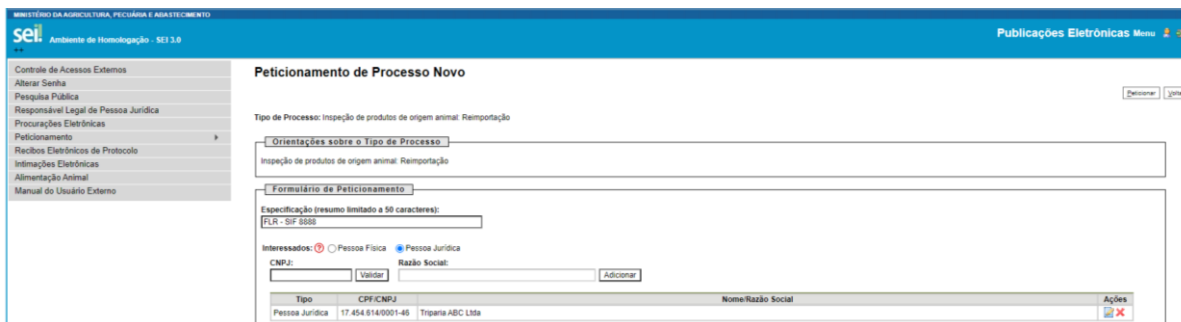 MINISTÉRIO DA AGRICULTURA, PECUÁRIA E ABASTECIMENTO
sei! Ambiente de Homologação - SEI 3.0
++
Publicações Eletrônicas Menu
Controle de Acessos Externos
Alterar Senha
Pesquisa Pública
Responsável Legal de Pessoa Jurídica
Procurações Eletrônicas
Peticionamento
Recibos Eletrônicos de Protocolo
Intimações Eletrônicas
Alimentação Animal
Manual do Usuário Externo
Peticionamento de Processo Novo
Peticionar
Tipo de Processo: Inspeção de produtos de origem animal: Reimportação
Orientações sobre o Tipo de Processo
Inspeção de produtos de origem animal: Reimportação
Formulário de Peticionamento
Especificação (resumo limitado a 50 caracteres):
FLR - SIF 8888
Interessados: Pessoa Física Pessoa Jurídica
CNPJ: Razão Social:
Validar Adicionar
Tipo CPF/CNPJ Nome/Razão Social Ações
Pessoa Jurídica 17.454.614/0001-46 Triparia ABC Ltda